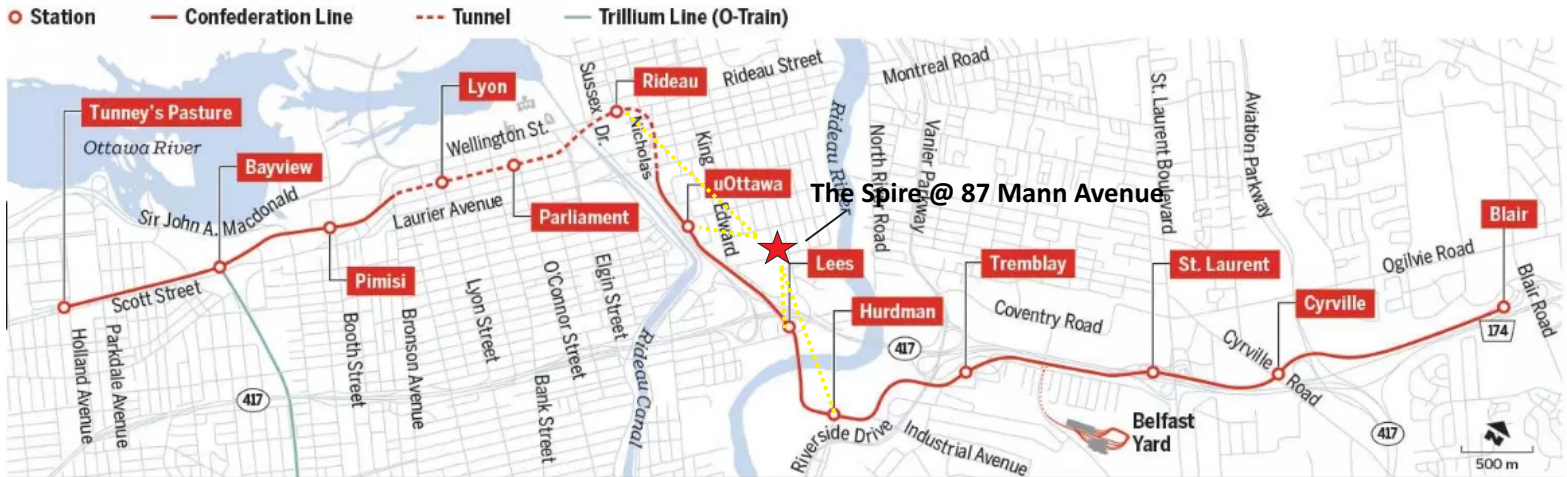 Station
Confederation Line
Tunnel
Trillium Line (O-Train)
Tunney's Pasture
Ottawa River
Bayview
Sir John A. Macdonald
Scott Street
Holland Avenue
Parkdale Avenue
417
Pimisi
Booth Street
Bronson Avenue
Lyon
Wellington St.
Laurier Avenue
Parliament
Lyon Street
O'Connor Street
Bank Street
Elgin Street
Rideau Canal
Sussex Dr.
Rideau
Nicholas
Rideau Street
King Edward
uOttawa
The Spire @ 87 Mann Avenue
Lees
Hurdman
Rideau River
North River Road
Vanier Parkway
Montreal Road
417
Riverside Drive
Industrial Avenue
Tremblay
Coventry Road
Belfast
Yard
St. Laurent Boulevard
St. Laurent
Aviation Parkway
Cyrville
Cyrville Road
417
Ogilvie Road
Blair
Blair Road
174
N
500 m